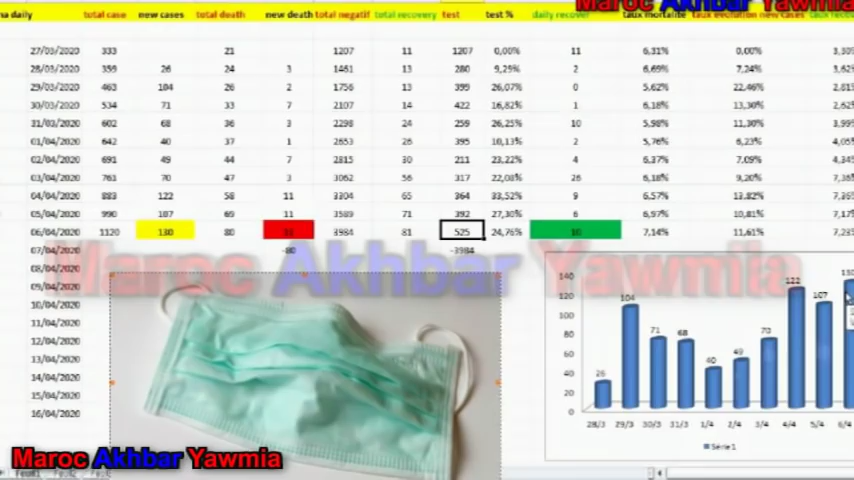 Maroc Akhbar Yawmia
daily total case new cases total death new death total negatif total recovery test test % daily recover taux mortalité taux evolution new cases
27/03/2020 333 21 1207 11 1207 0,00% 11 6,31% 0,00%
28/03/2020 359 26 24 3 1461 13 280 9,29% 2 6,69% 7,24%
29/03/2020 463 104 26 2 1756 13 399 26,07% 0 5,62% 22,46%
30/03/2020 534 71 33 7 2107 14 422 16,82% 1 6,18% 13,30%
31/03/2020 602 68 36 3 2298 24 259 26,25% 10 5,98% 11,30%
01/04/2020 642 40 37 1 2653 26 395 10,13% 2 5,76% 6,23%
02/04/2020 691 49 44 7 2815 30 211 23,22% 4 6,37% 7,09%
03/04/2020 761 70 47 3 3062 56 317 22,08% 26 6,18% 9,20%
04/04/2020 883 122 58 11 3304 65 364 33,52% 9 6,57% 13,82%
05/04/2020 990 107 69 11 3589 71 392 27,30% 6 6,97% 10,81%
06/04/2020 1120 130 80 3984 81 525 24,76% 10 7,14% 11,61%
07/04/2020 -80 -3984
Maroc Akhbar Yawmia
08/04/2020
09/04/2020
10/04/2020
11/04/2020
12/04/2020
13/04/2020
14/04/2020
15/04/2020
16/04/2020
140
120
100
80
60
40
20
0
26 104 71 68 40 49 70 122 107 130
28/3 29/3 30/3 31/3 1/4 2/4 3/4 4/4 5/4 6/4
Série1
Maroc Akhbar Yawmia